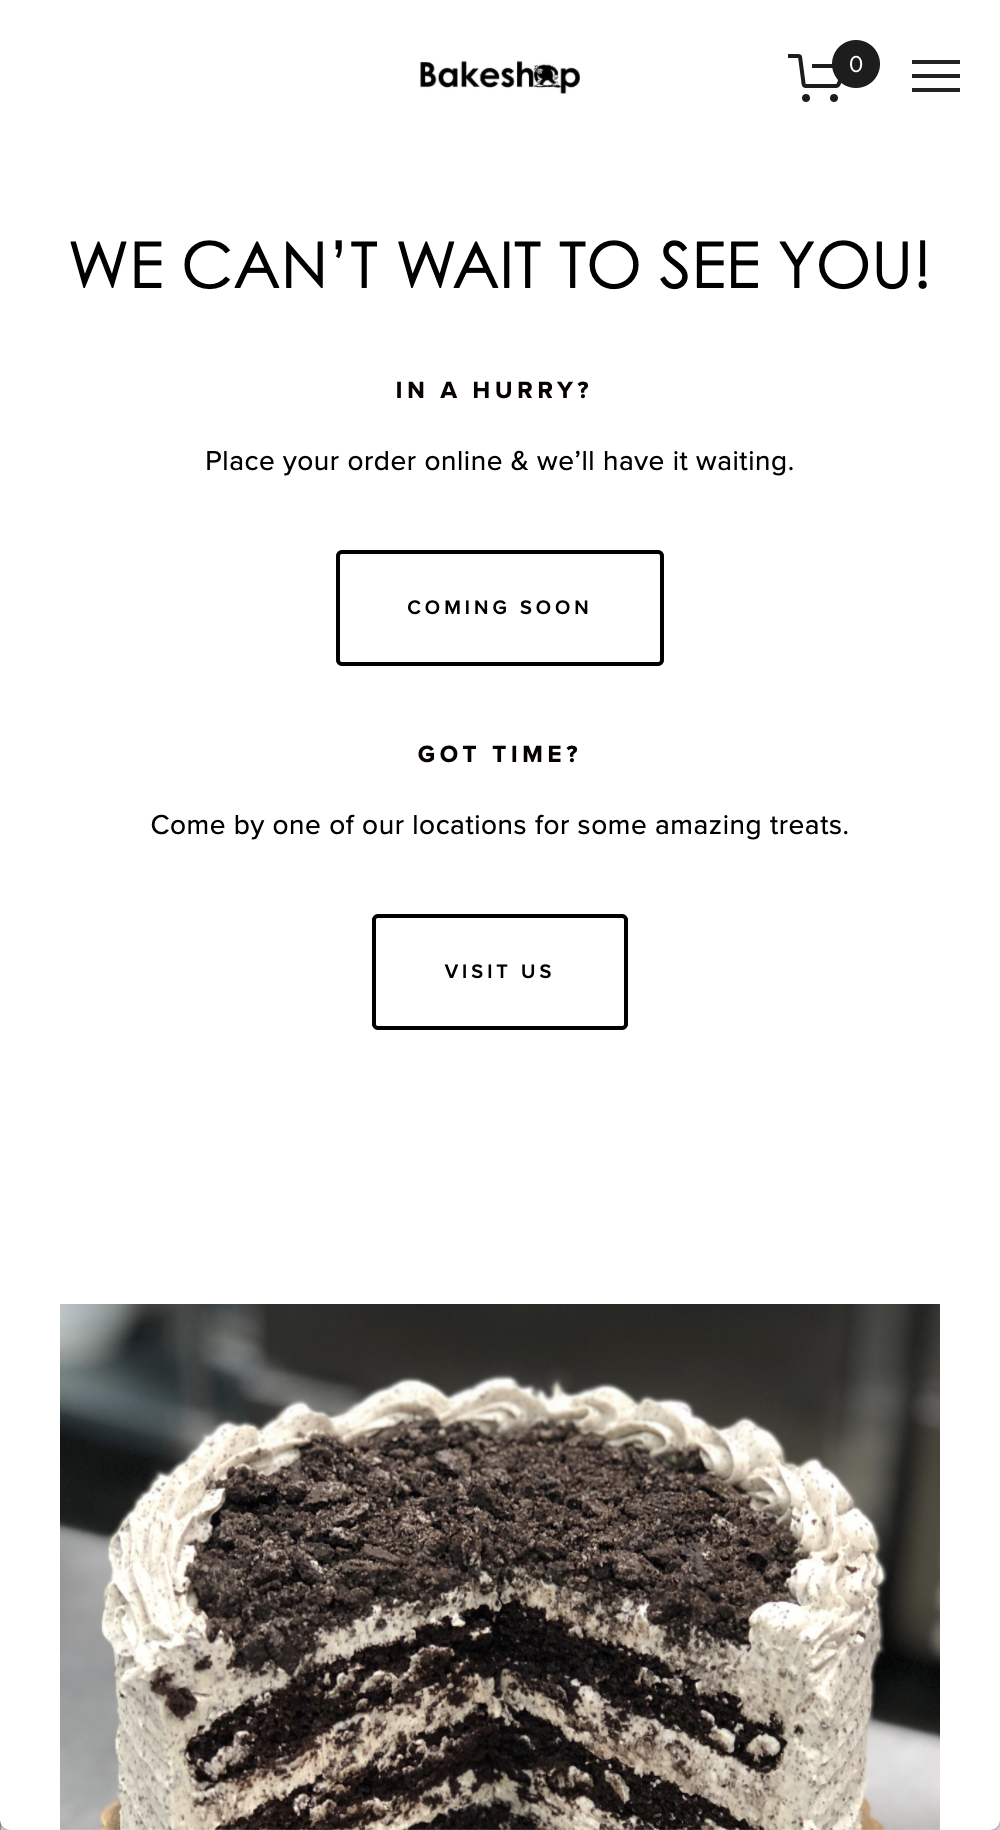 Bakeshop
0
WE CAN’T WAIT TO SEE YOU!
IN A HURRY?
Place your order online & we’ll have it waiting.
COMING SOON
GOT TIME?
Come by one of our locations for some amazing treats.
VISIT US